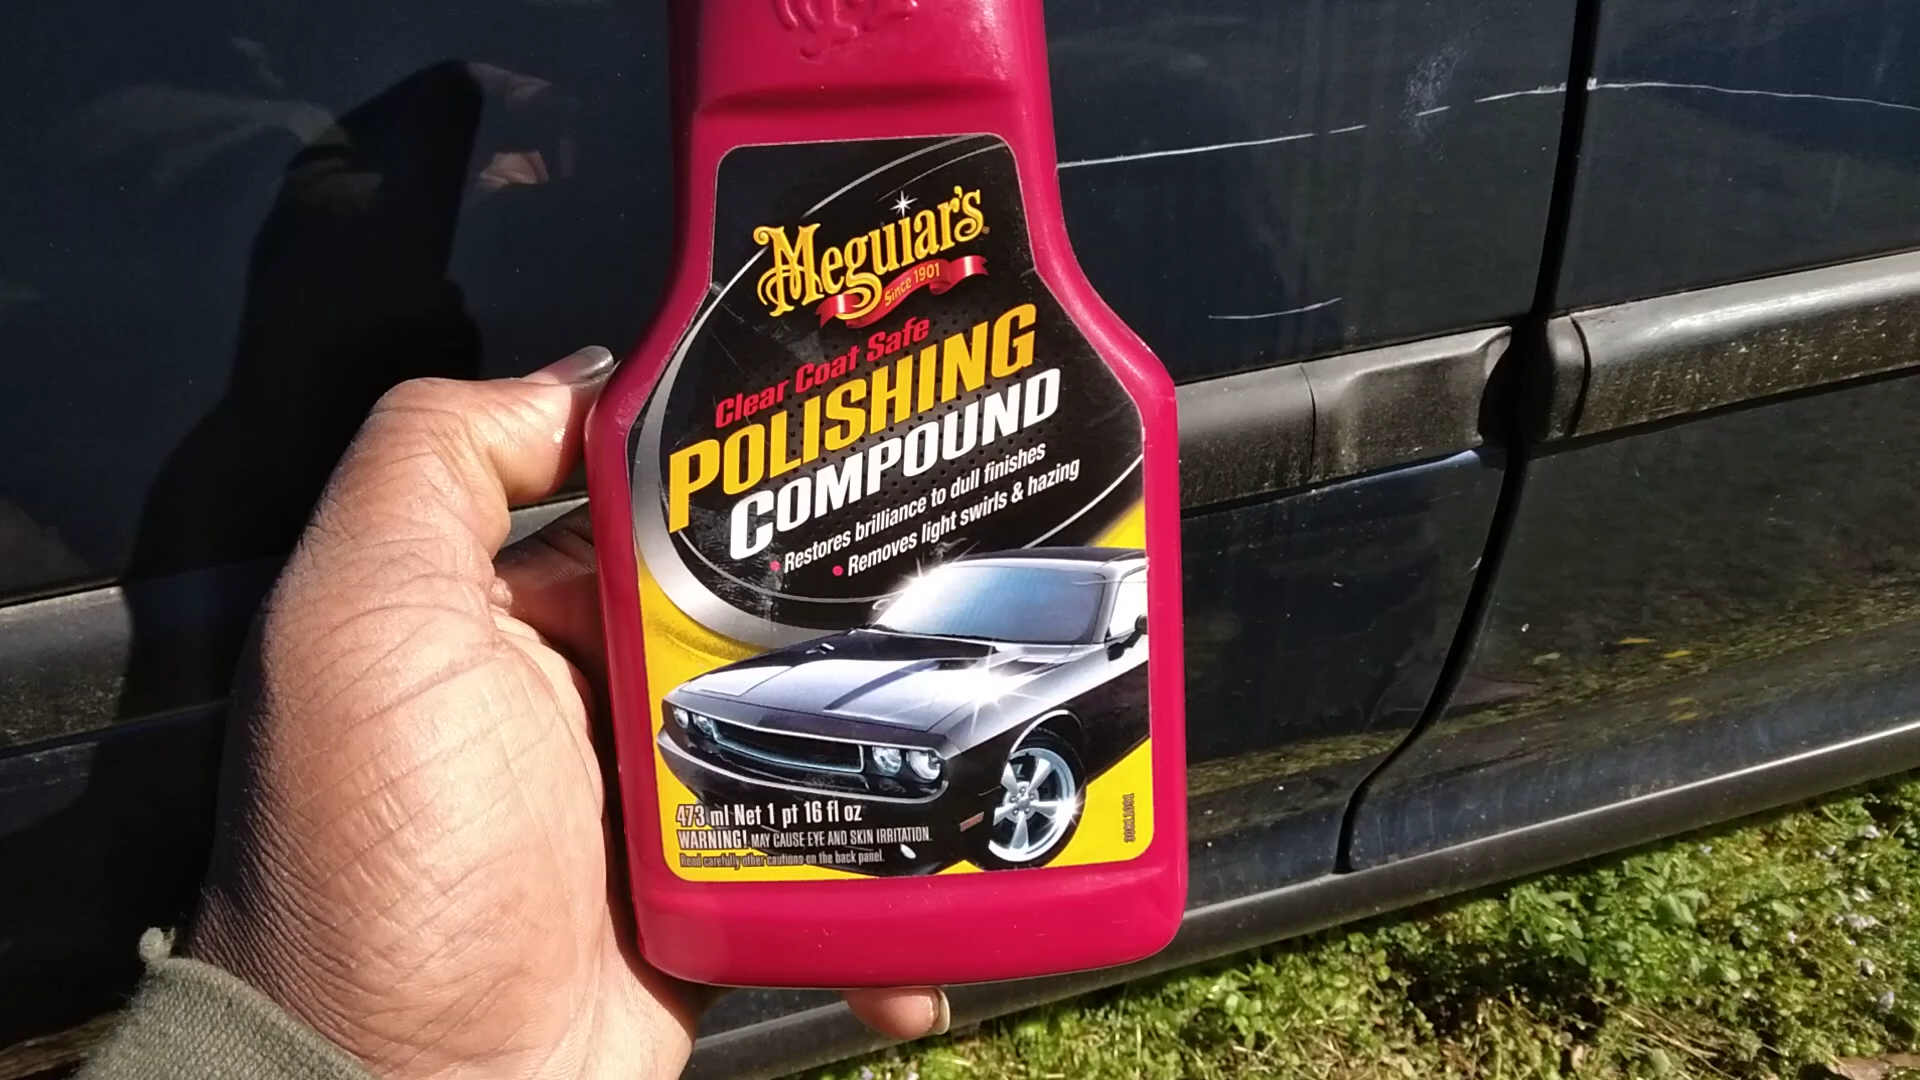 Meguiar's
Since 1901
Clear Coat Safe
POLISHING
COMPOUND
• Restores brilliance to dull finishes
• Removes light swirls & hazing
473 ml Net 1 pt 16 fl oz
WARNING! MAY CAUSE EYE AND SKIN IRRITATION.
Read carefully other cautions on the back panel.